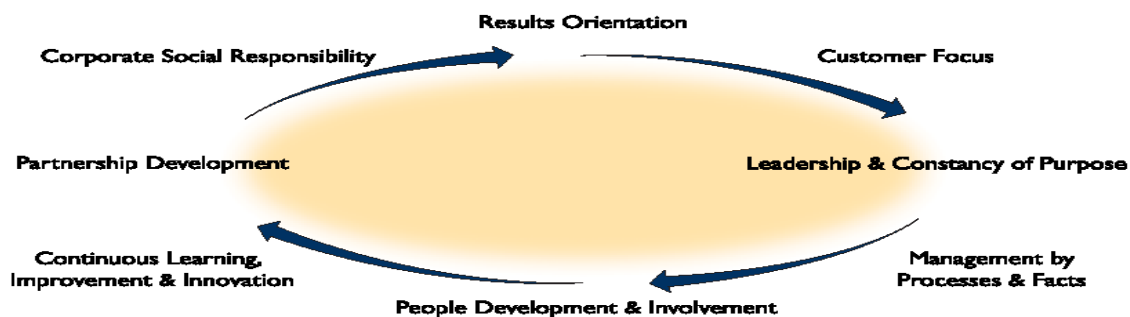 Results Orientation
Corporate Social Responsibility
Customer Focus
Partnership Development
Leadership & Constancy of Purpose
Continuous Learning,
Improvement & Innovation
Management by
Processes & Facts
People Development & Involvement